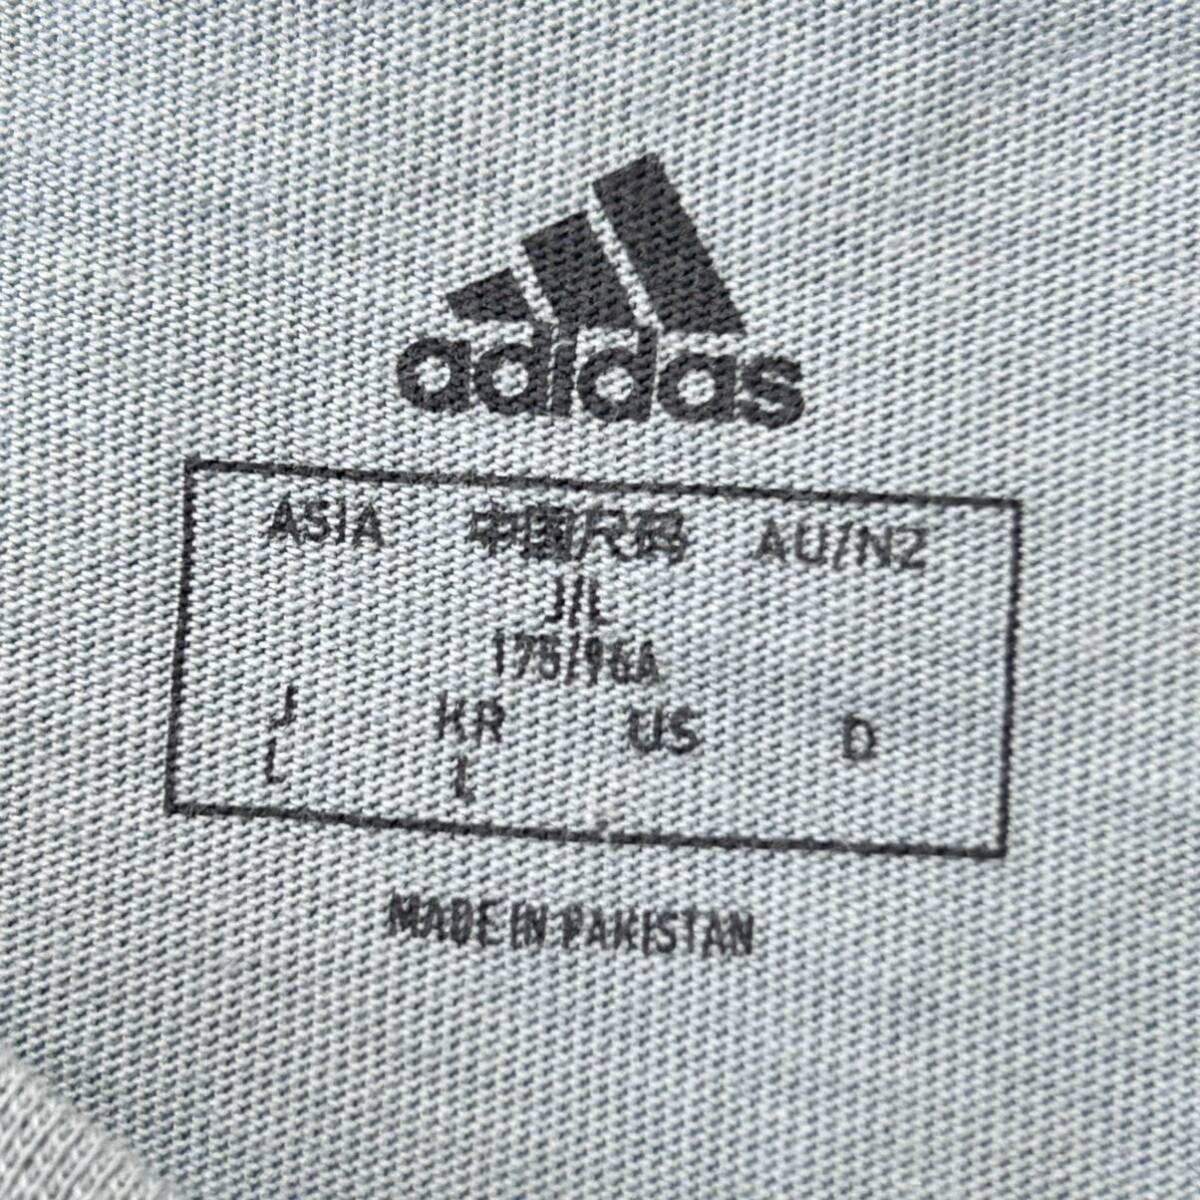 adidas
ASIA 中国尺码 AU/NZ
J/L
175/96A
J KR US D
L L
MADE IN PAKISTAN